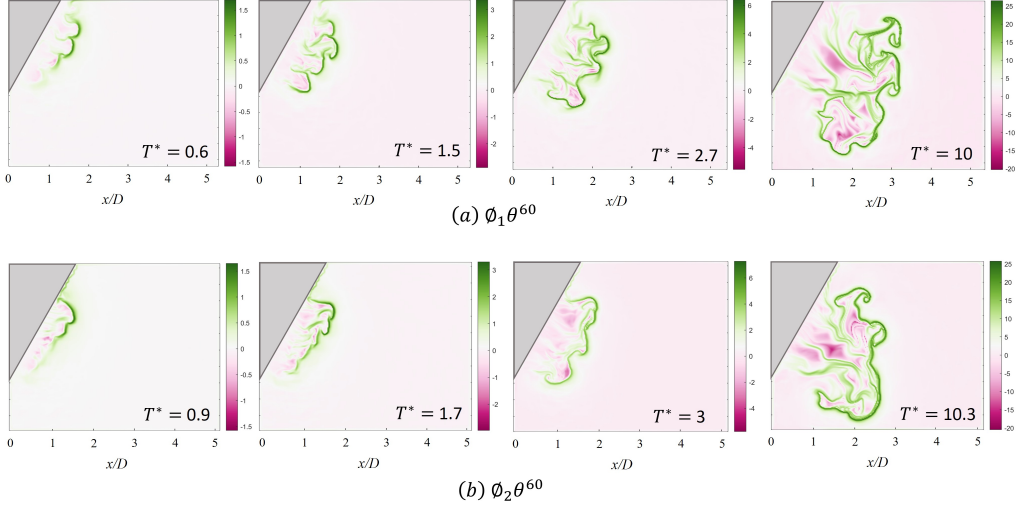 1.5
1
0.5
0
-0.5
-1
-1.5
T* = 0.6
0 1 2 3 4 5
x/D
3
2
1
0
-1
-2
T* = 1.5
0 1 2 3 4 5
x/D
6
4
2
0
-2
-4
T* = 2.7
0 1 2 3 4 5
x/D
25
20
15
10
5
0
-5
-10
-15
-20
T* = 10
0 1 2 3 4 5
x/D
(a) ∅₁θ⁶⁰
1.5
1
0.5
0
-0.5
-1
-1.5
T* = 0.9
0 1 2 3 4 5
x/D
3
2
1
0
-1
-2
T* = 1.7
0 1 2 3 4 5
x/D
6
4
2
0
-2
-4
T* = 3
0 1 2 3 4 5
x/D
25
20
15
10
5
0
-5
-10
-15
-20
T* = 10.3
0 1 2 3 4 5
x/D
(b) ∅₂θ⁶⁰